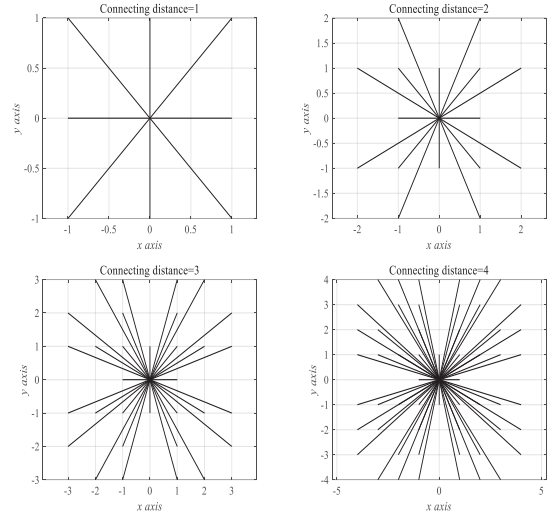 Connecting distance=1
1
0.5
0
-0.5
-1
y axis
-1 -0.5 0 0.5 1
x axis
Connecting distance=2
2
1.5
1
0.5
0
-0.5
-1
-1.5
-2
y axis
-2 -1 0 1 2
x axis
Connecting distance=3
3
2
1
0
-1
-2
-3
y axis
-3 -2 -1 0 1 2 3
x axis
Connecting distance=4
4
3
2
1
0
-1
-2
-3
-4
y axis
-5 0 5
x axis